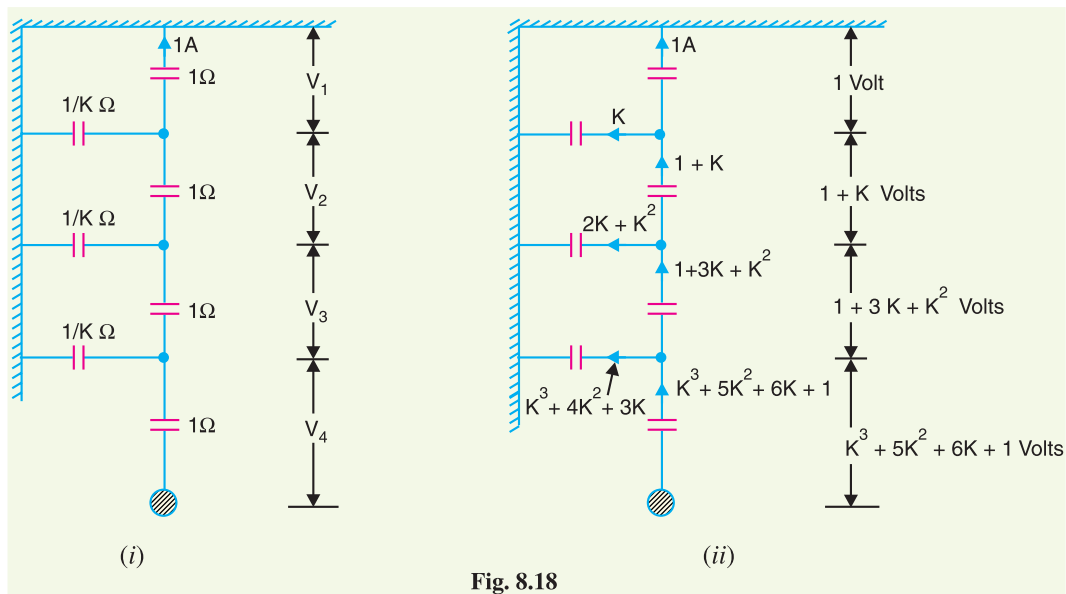 1A
1Ω
V₁
1/K Ω
1Ω
V₂
1/K Ω
1Ω
V₃
1/K Ω
1Ω
V₄
(i)
1A
1 Volt
K
1 + K
1 + K Volts
2K + K²
1+3K + K²
1 + 3 K + K² Volts
K³ + 4K² + 3K
K³ + 5K² + 6K + 1
K³ + 5K² + 6K + 1 Volts
(ii)
Fig. 8.18